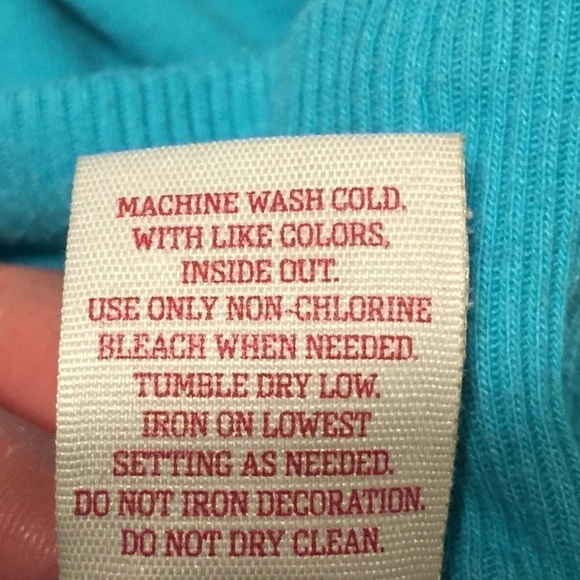 MACHINE WASH COLD.
WITH LIKE COLORS,
INSIDE OUT.
USE ONLY NON-CHLORINE
BLEACH WHEN NEEDED.
TUMBLE DRY LOW.
IRON ON LOWEST
SETTING AS NEEDED.
DO NOT IRON DECORATION.
DO NOT DRY CLEAN.